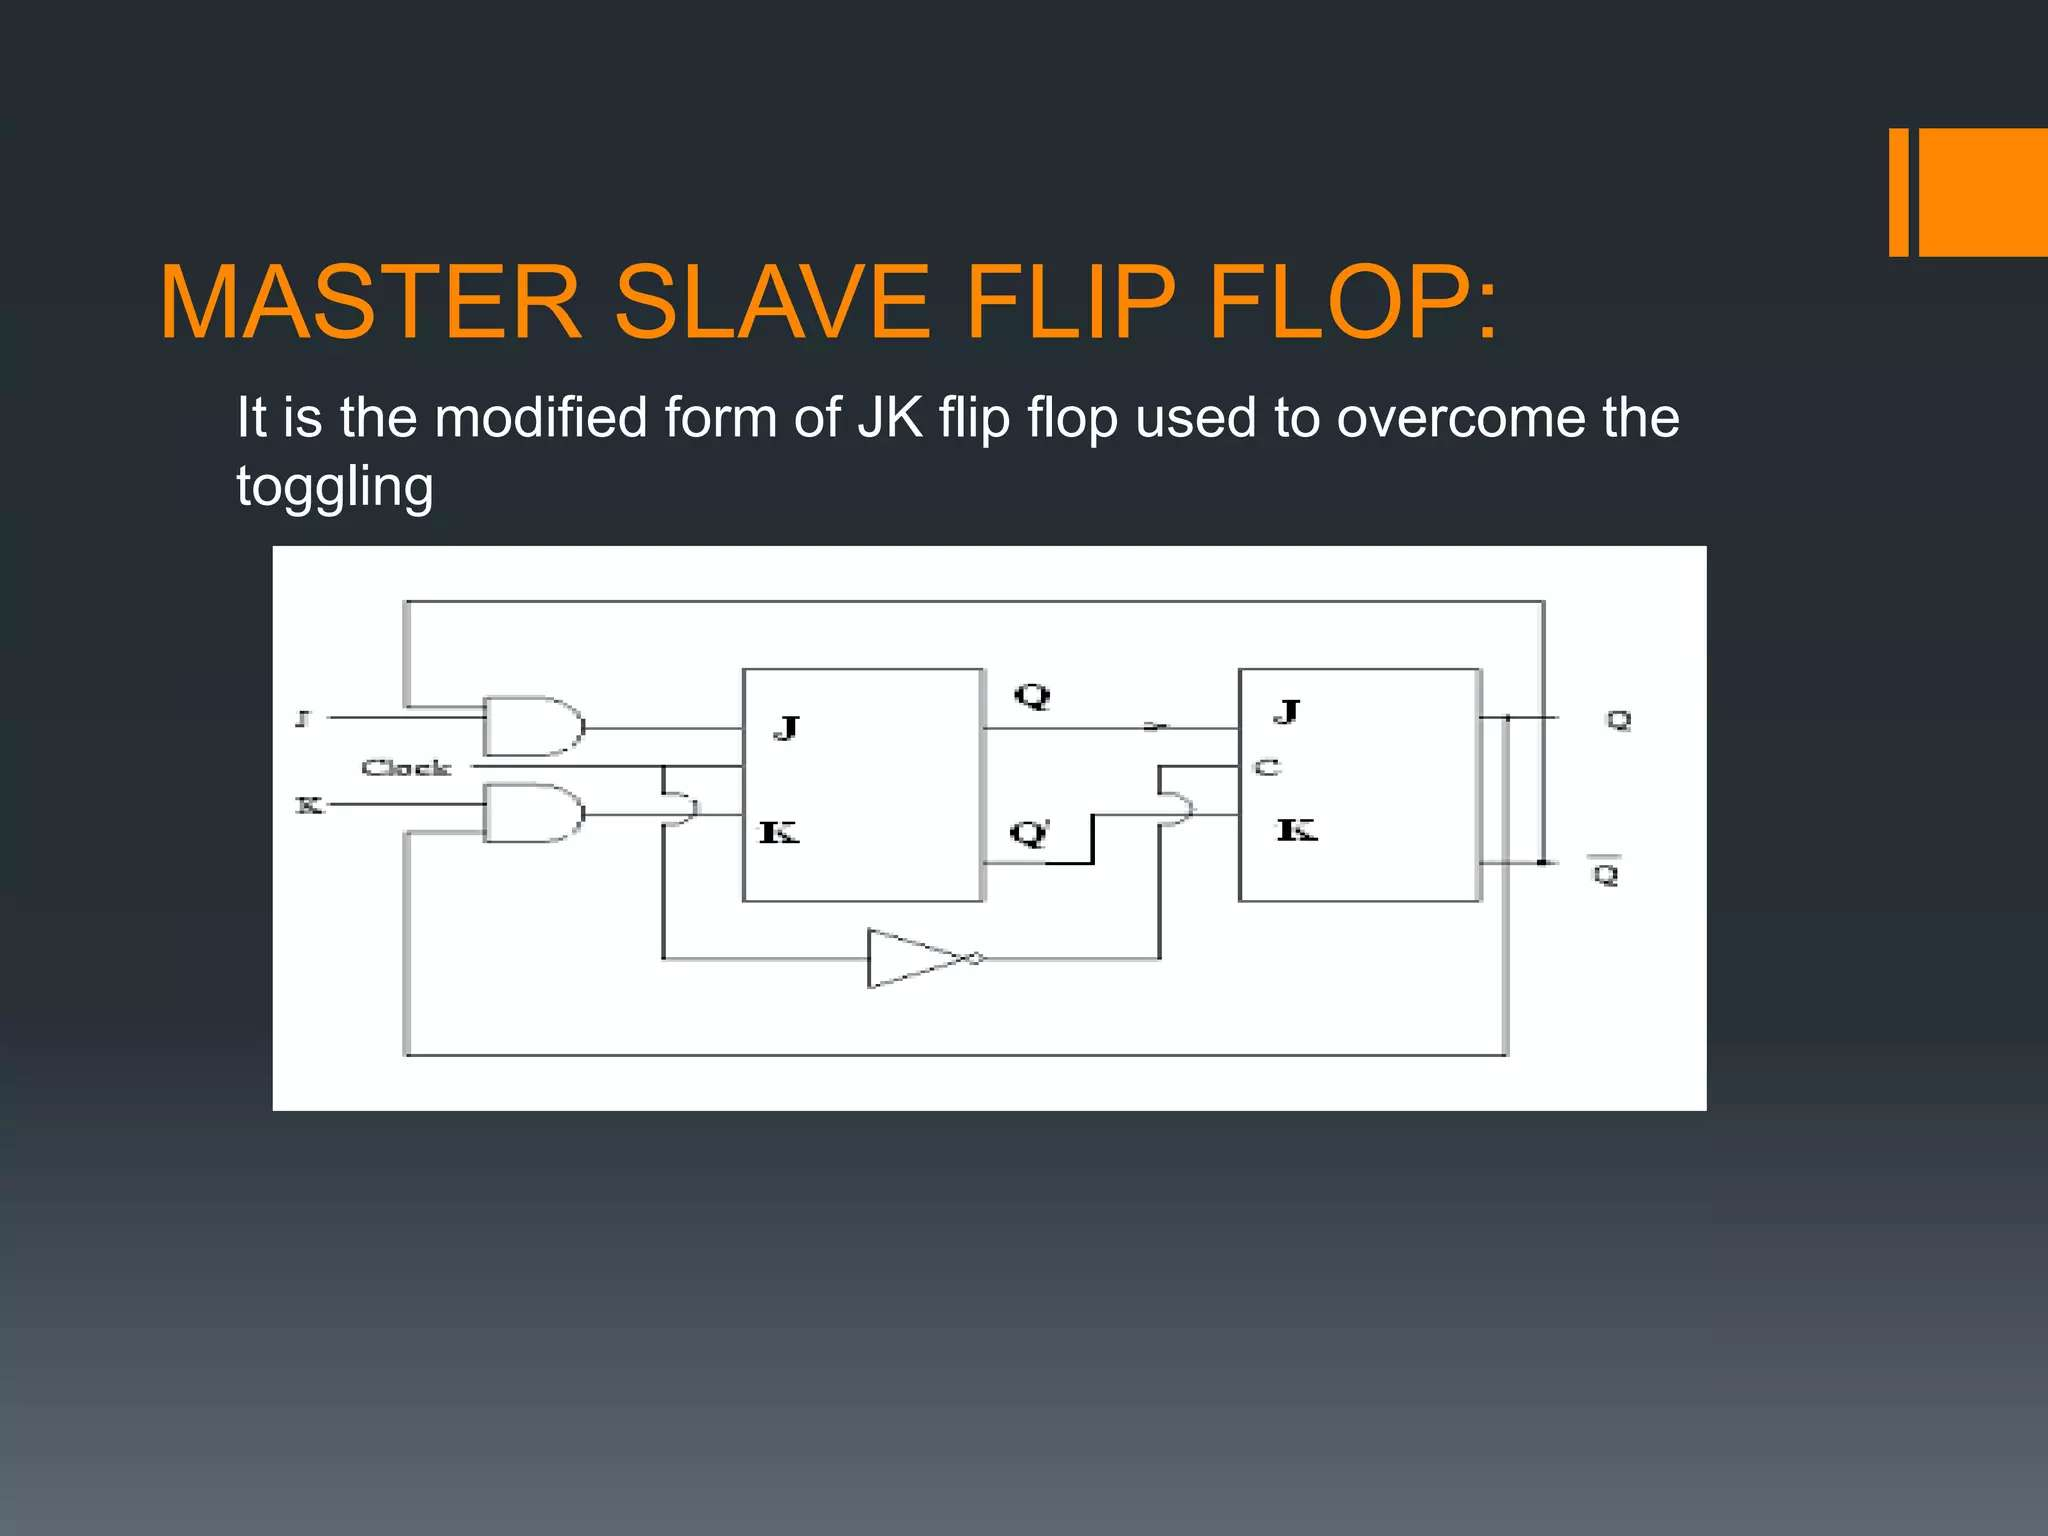 MASTER SLAVE FLIP FLOP:
It is the modified form of JK flip flop used to overcome the
toggling
Q
J
J
J
Q
Clock
C
K
K
Q'
K
Q̅